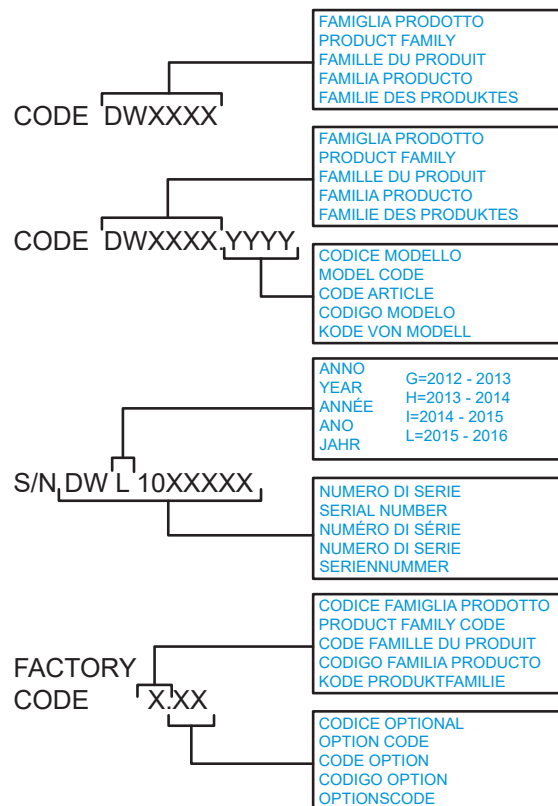 FAMIGLIA PRODOTTO
PRODUCT FAMILY
FAMILLE DU PRODUIT
FAMILIA PRODUCTO
FAMILIE DES PRODUKTES
CODE DWXXXX
FAMIGLIA PRODOTTO
PRODUCT FAMILY
FAMILLE DU PRODUIT
FAMILIA PRODUCTO
FAMILIE DES PRODUKTES
CODE DWXXXX.YYYY
CODICE MODELLO
MODEL CODE
CODE ARTICLE
CODIGO MODELO
KODE VON MODELL
ANNO
YEAR
ANNÉE
ANO
JAHR
G=2012 - 2013
H=2013 - 2014
I=2014 - 2015
L=2015 - 2016
S/N DW L 10XXXXX
NUMERO DI SERIE
SERIAL NUMBER
NUMÉRO DI SÉRIE
NUMERO DI SERIE
SERIENNUMMER
CODICE FAMIGLIA PRODOTTO
PRODUCT FAMILY CODE
CODE FAMILLE DU PRODUIT
CODIGO FAMILIA PRODUCTO
KODE PRODUKTFAMILIE
FACTORY
CODE X.XX
CODICE OPTIONAL
OPTION CODE
CODE OPTION
CODIGO OPTION
OPTIONSCODE